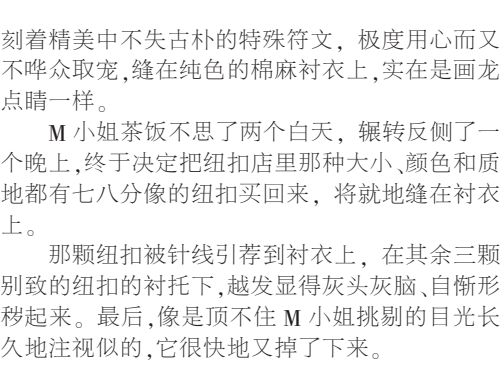 刻着精美中不失古朴的特殊符文，极度用心而又
不哗众取宠,缝在纯色的棉麻衬衣上,实在是画龙
点睛一样。
M 小姐茶饭不思了两个白天，辗转反侧了一
个晚上,终于决定把纽扣店里那种大小、颜色和质
地都有七八分像的纽扣买回来，将就地缝在衬衣
上。
那颗纽扣被针线引荐到衬衣上，在其余三颗
别致的纽扣的衬托下,越发显得灰头灰脑、自惭形
秽起来。最后,像是顶不住 M 小姐挑剔的目光长
久地注视似的,它很快地又掉了下来。